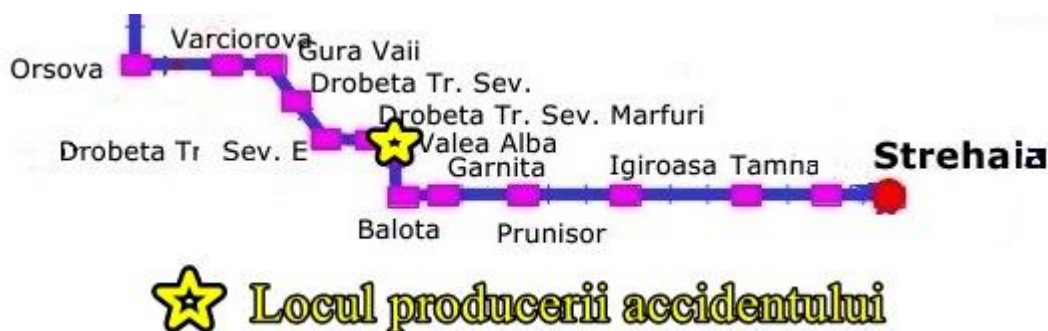 Varciorova
Orsova
Gura Vaii
Drobeta Tr. Sev.
Drobeta Tr. Sev. Marfuri
Drobeta Tr Sev. E
Valea Alba
Garnita
Igiroasa
Tamna
Strehaia
Balota
Prunisor
Locul producerii accidentului